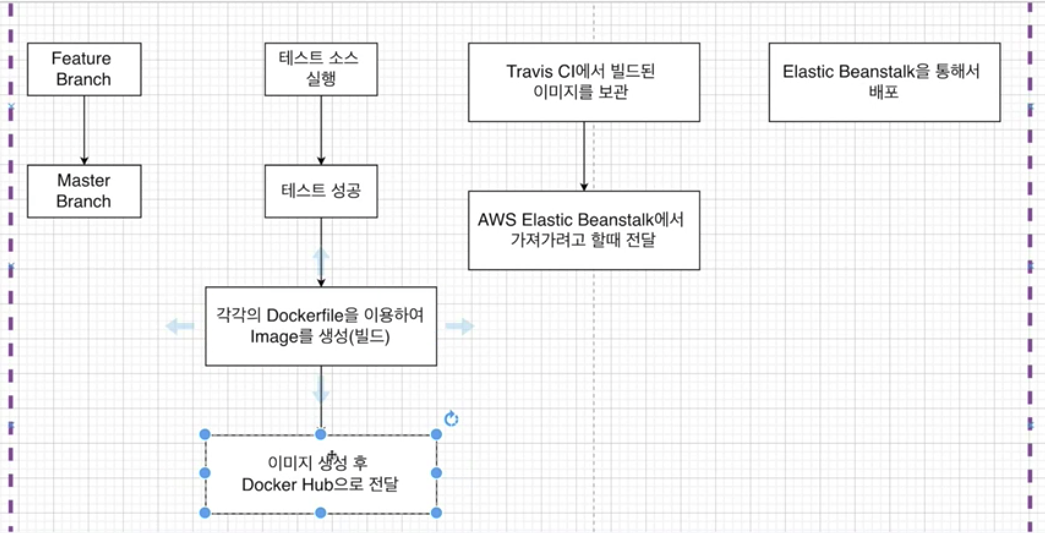 Feature
Branch
Master
Branch
테스트 소스
실행
테스트 성공
각각의 Dockerfile을 이용하여
Image를 생성(빌드)
이미지 생성 후
Docker Hub으로 전달
Travis CI에서 빌드된
이미지를 보관
AWS Elastic Beanstalk에서
가져가려고 할때 전달
Elastic Beanstalk을 통해서
배포